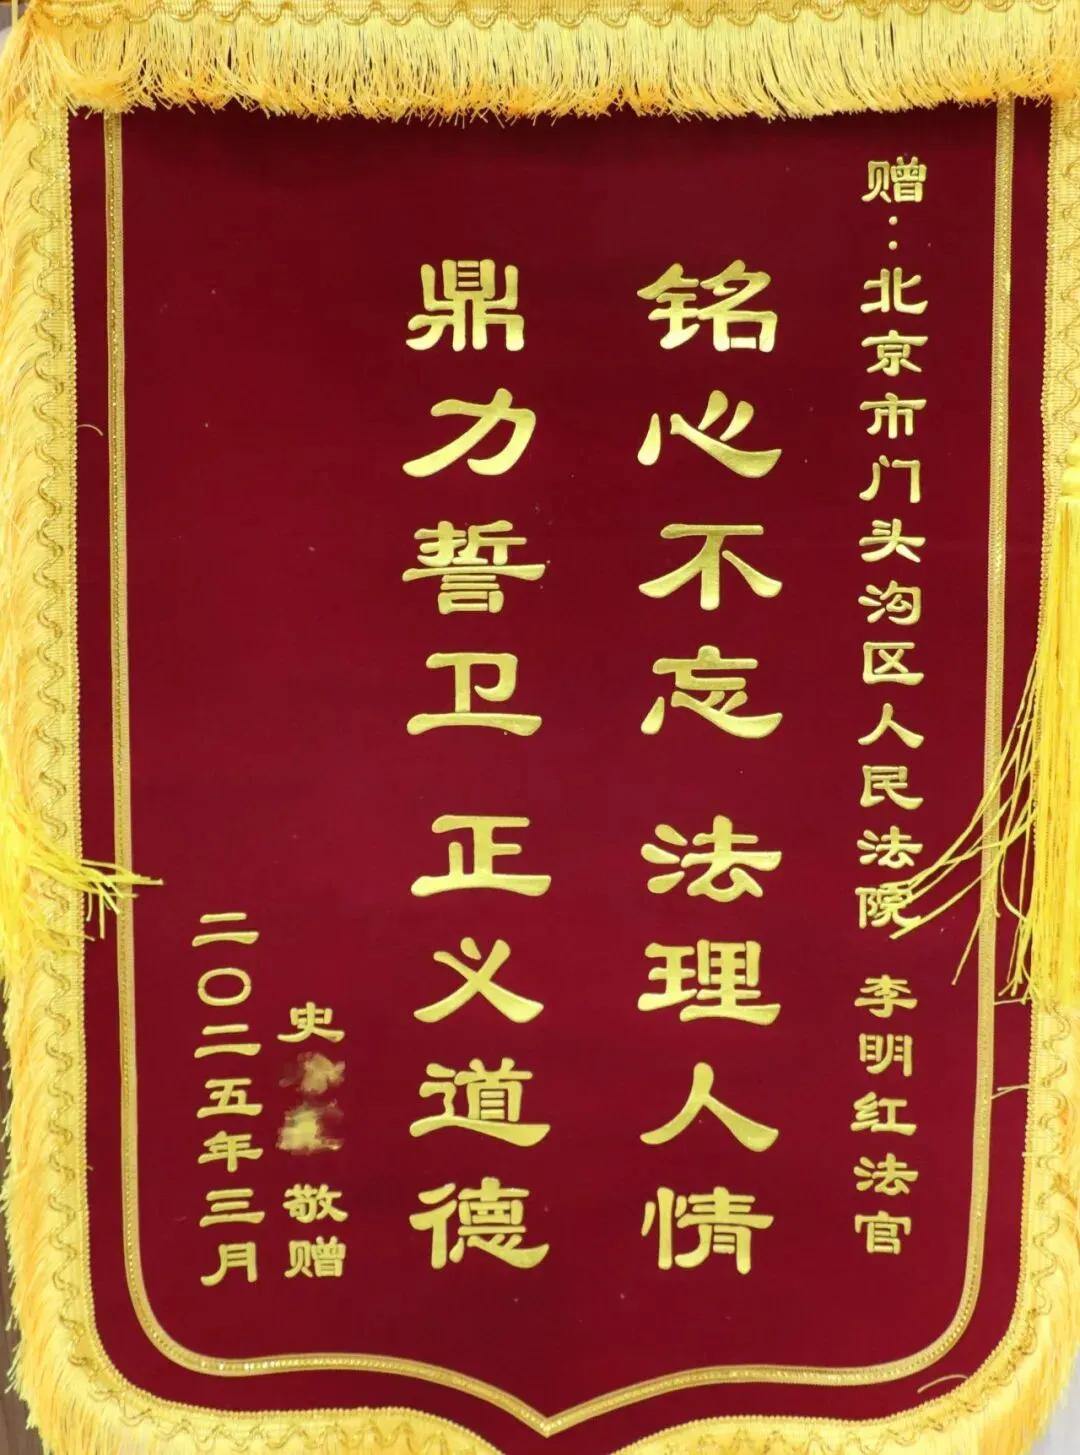 赠：北京市门头沟区人民法院 李明红法官
铭心不忘 法理人情
鼎力誓卫 正义道德
史 敬赠
二〇二五年三月